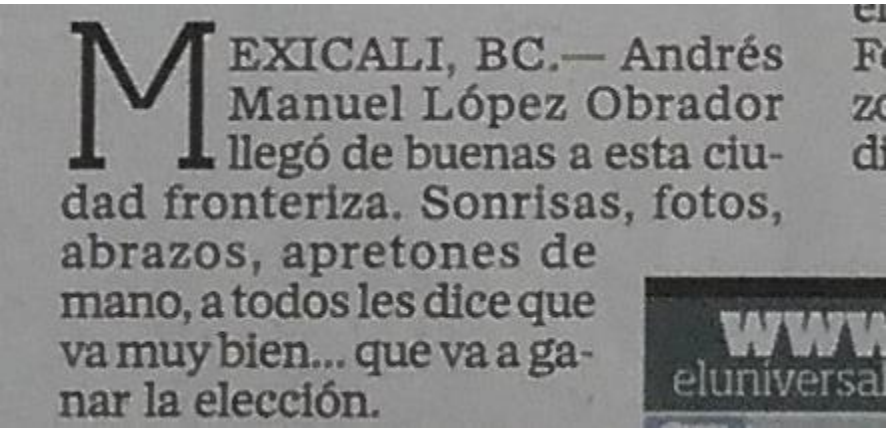 MEXICALI, BC.— Andrés
Manuel López Obrador
llegó de buenas a esta ciu-
dad fronteriza. Sonrisas, fotos,
abrazos, apretones de
mano, a todos les dice que
va muy bien... que va a ga-
nar la elección.
www
eluniversal